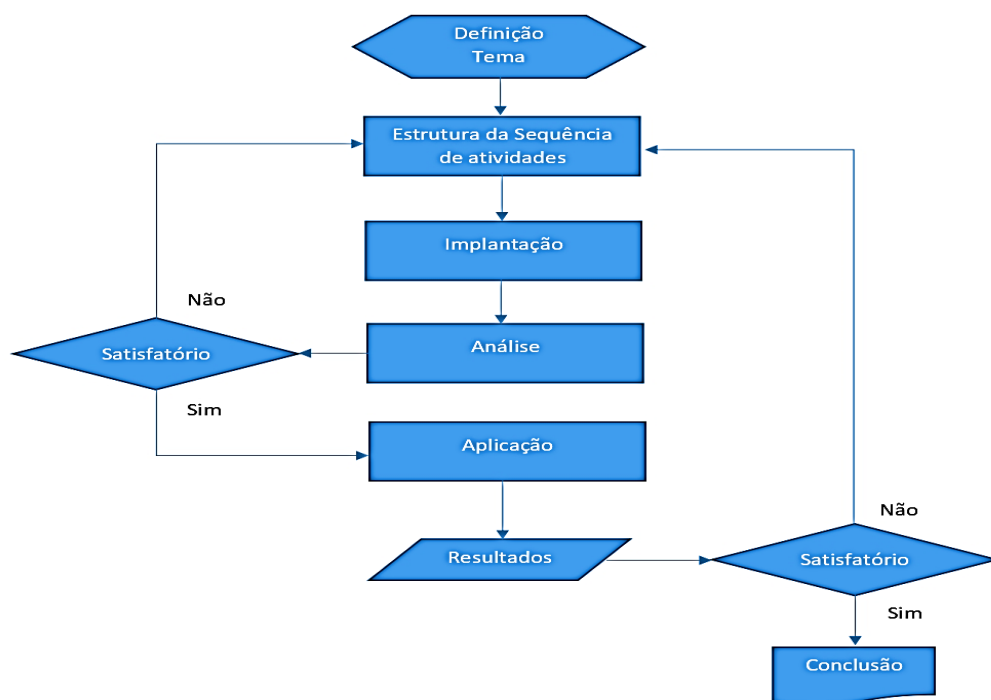 Definição
Tema
Estrutura da Sequência
de atividades
Implantação
Não
Análise
Satisfatório
Sim
Aplicação
Não
Resultados
Satisfatório
Sim
Conclusão